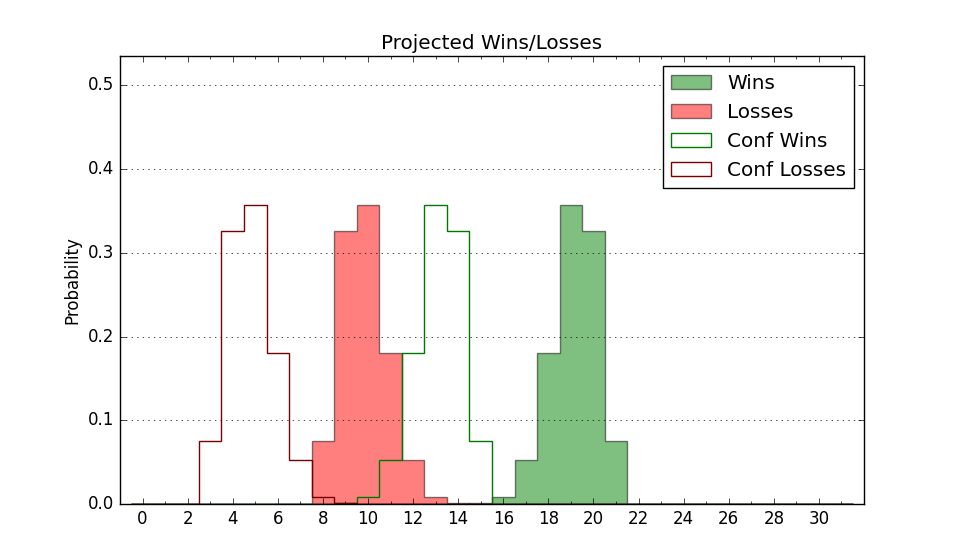 Projected Wins/Losses
Wins
Losses
Conf Wins
Conf Losses
Probability
0.5
0.4
0.3
0.2
0.1
0.0
0 2 4 6 8 10 12 14 16 18 20 22 24 26 28 30